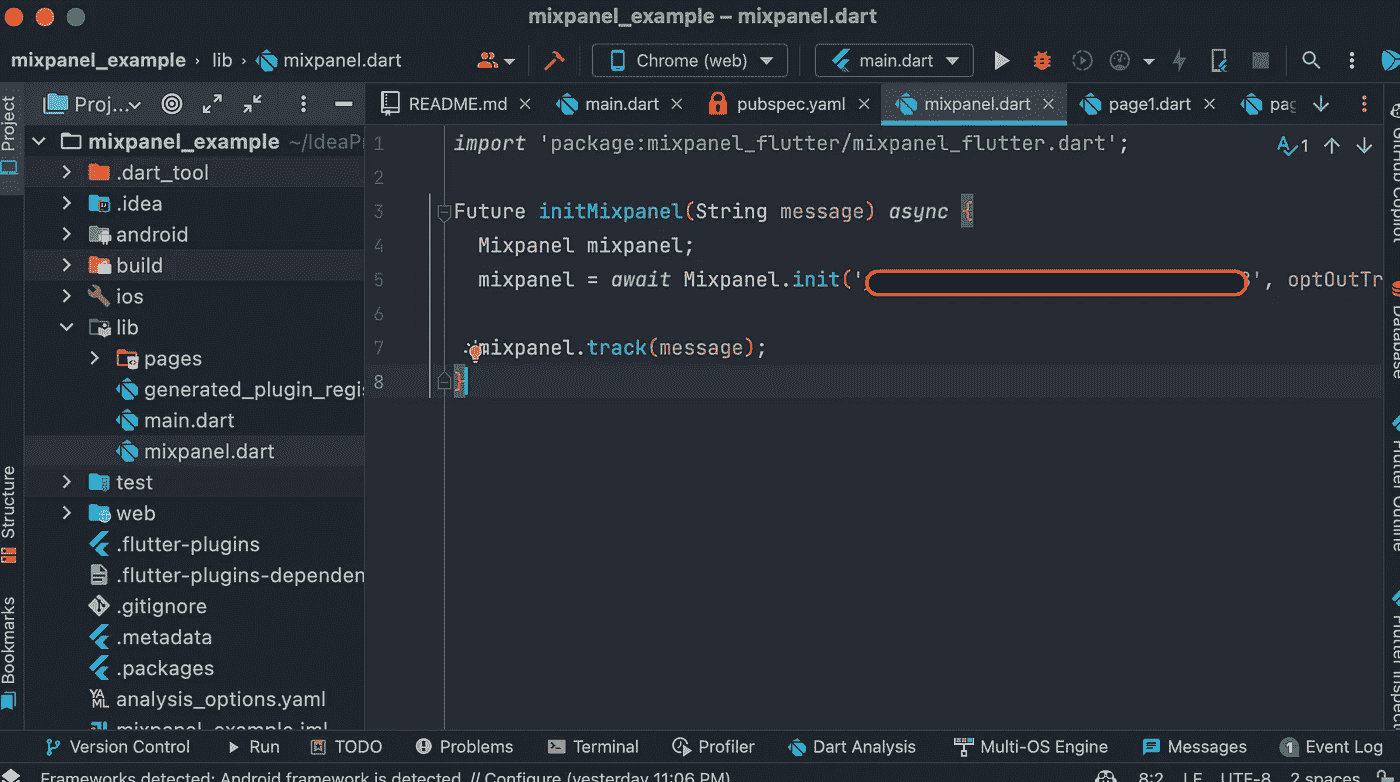 mixpanel_example – mixpanel.dart
mixpanel_example › lib › mixpanel.dart
Chrome (web)
main.dart
Project
Proj...
README.md
main.dart
pubspec.yaml
mixpanel.dart
page1.dart
pag
mixpanel_example ~/IdeaP
.dart_tool
.idea
android
build
ios
lib
pages
generated_plugin_regi
main.dart
mixpanel.dart
test
web
.flutter-plugins
.flutter-plugins-dependen
.gitignore
.metadata
.packages
analysis_options.yaml
mixpanel_example.iml
1 import 'package:mixpanel_flutter/mixpanel_flutter.dart';
1
2
3 Future initMixpanel(String message) async {
4 Mixpanel mixpanel;
5 mixpanel = await Mixpanel.init(' ', optOutTr
6
7 mixpanel.track(message);
8 }
Structure
Bookmarks
GitHub Copilot
Database
Flutter Outline
Flutter Inspect
Version Control
Run
TODO
Problems
Terminal
Profiler
Dart Analysis
Multi-OS Engine
Messages
1 Event Log
Frameworks detected: Android framework is detected. // Configure (yesterday 11:06 PM)
8:2 LF UTF-8 2 spaces